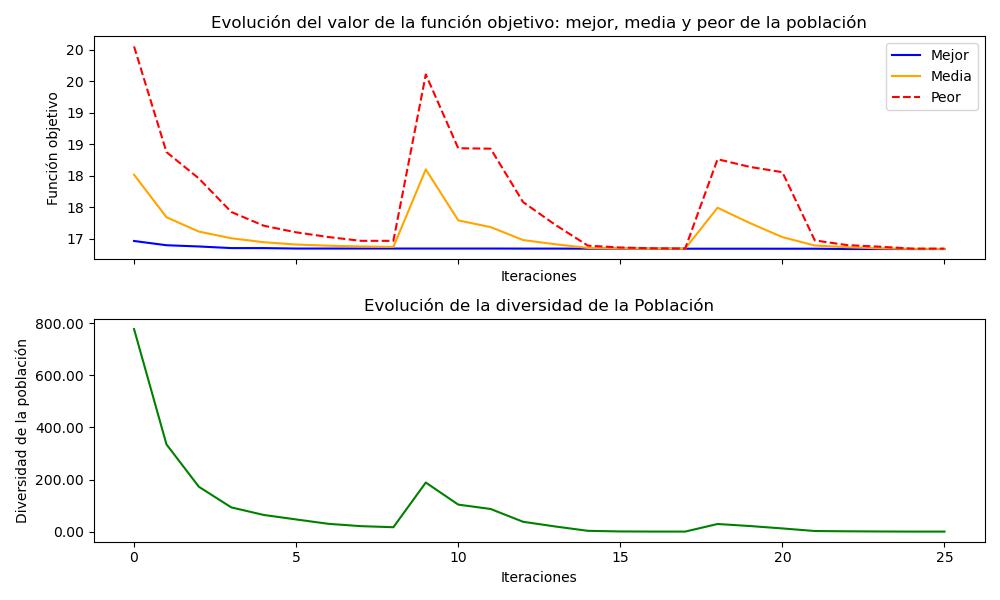 Evolución del valor de la función objetivo: mejor, media y peor de la población
20
20
19
19
18
18
17
Función objetivo
Mejor
Media
Peor
Iteraciones
Evolución de la diversidad de la Población
800.00
600.00
400.00
200.00
0.00
Diversidad de la población
0 5 10 15 20 25
Iteraciones